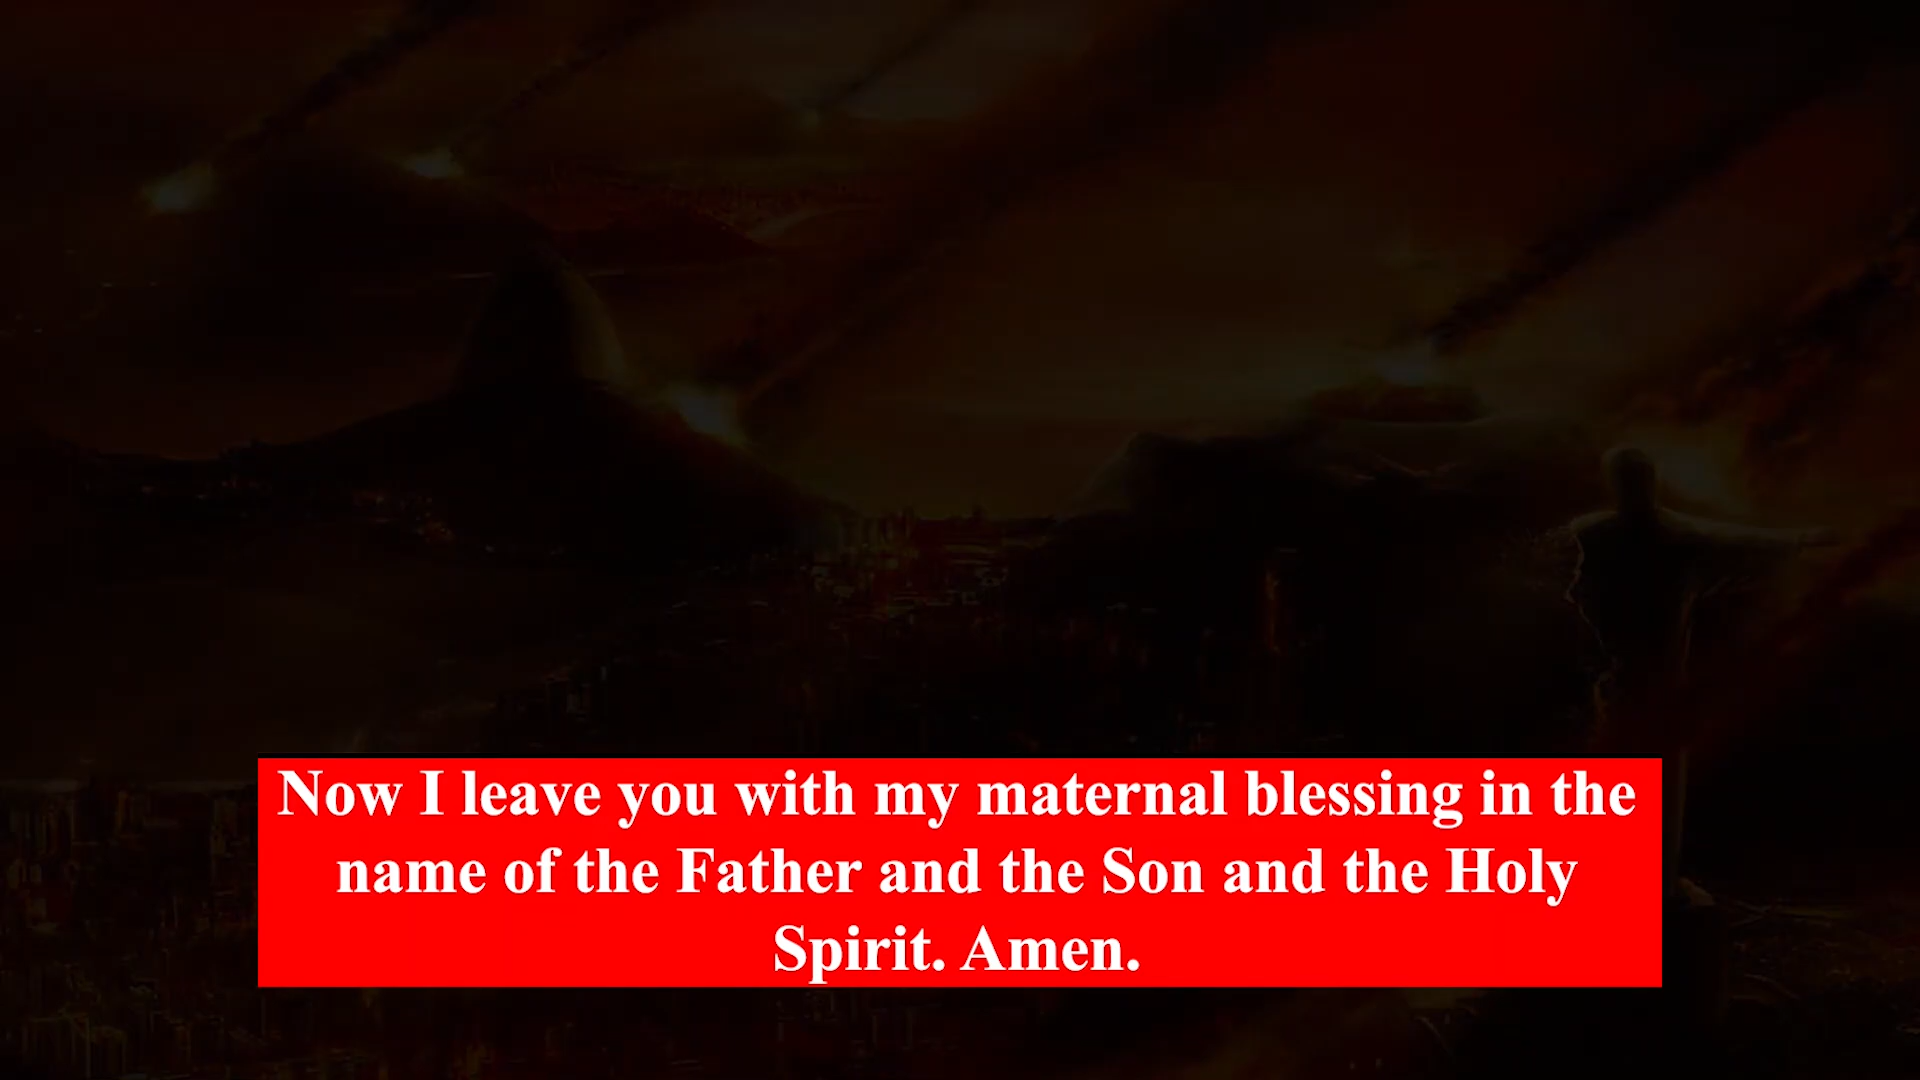 Now I leave you with my maternal blessing in the
name of the Father and the Son and the Holy
Spirit. Amen.